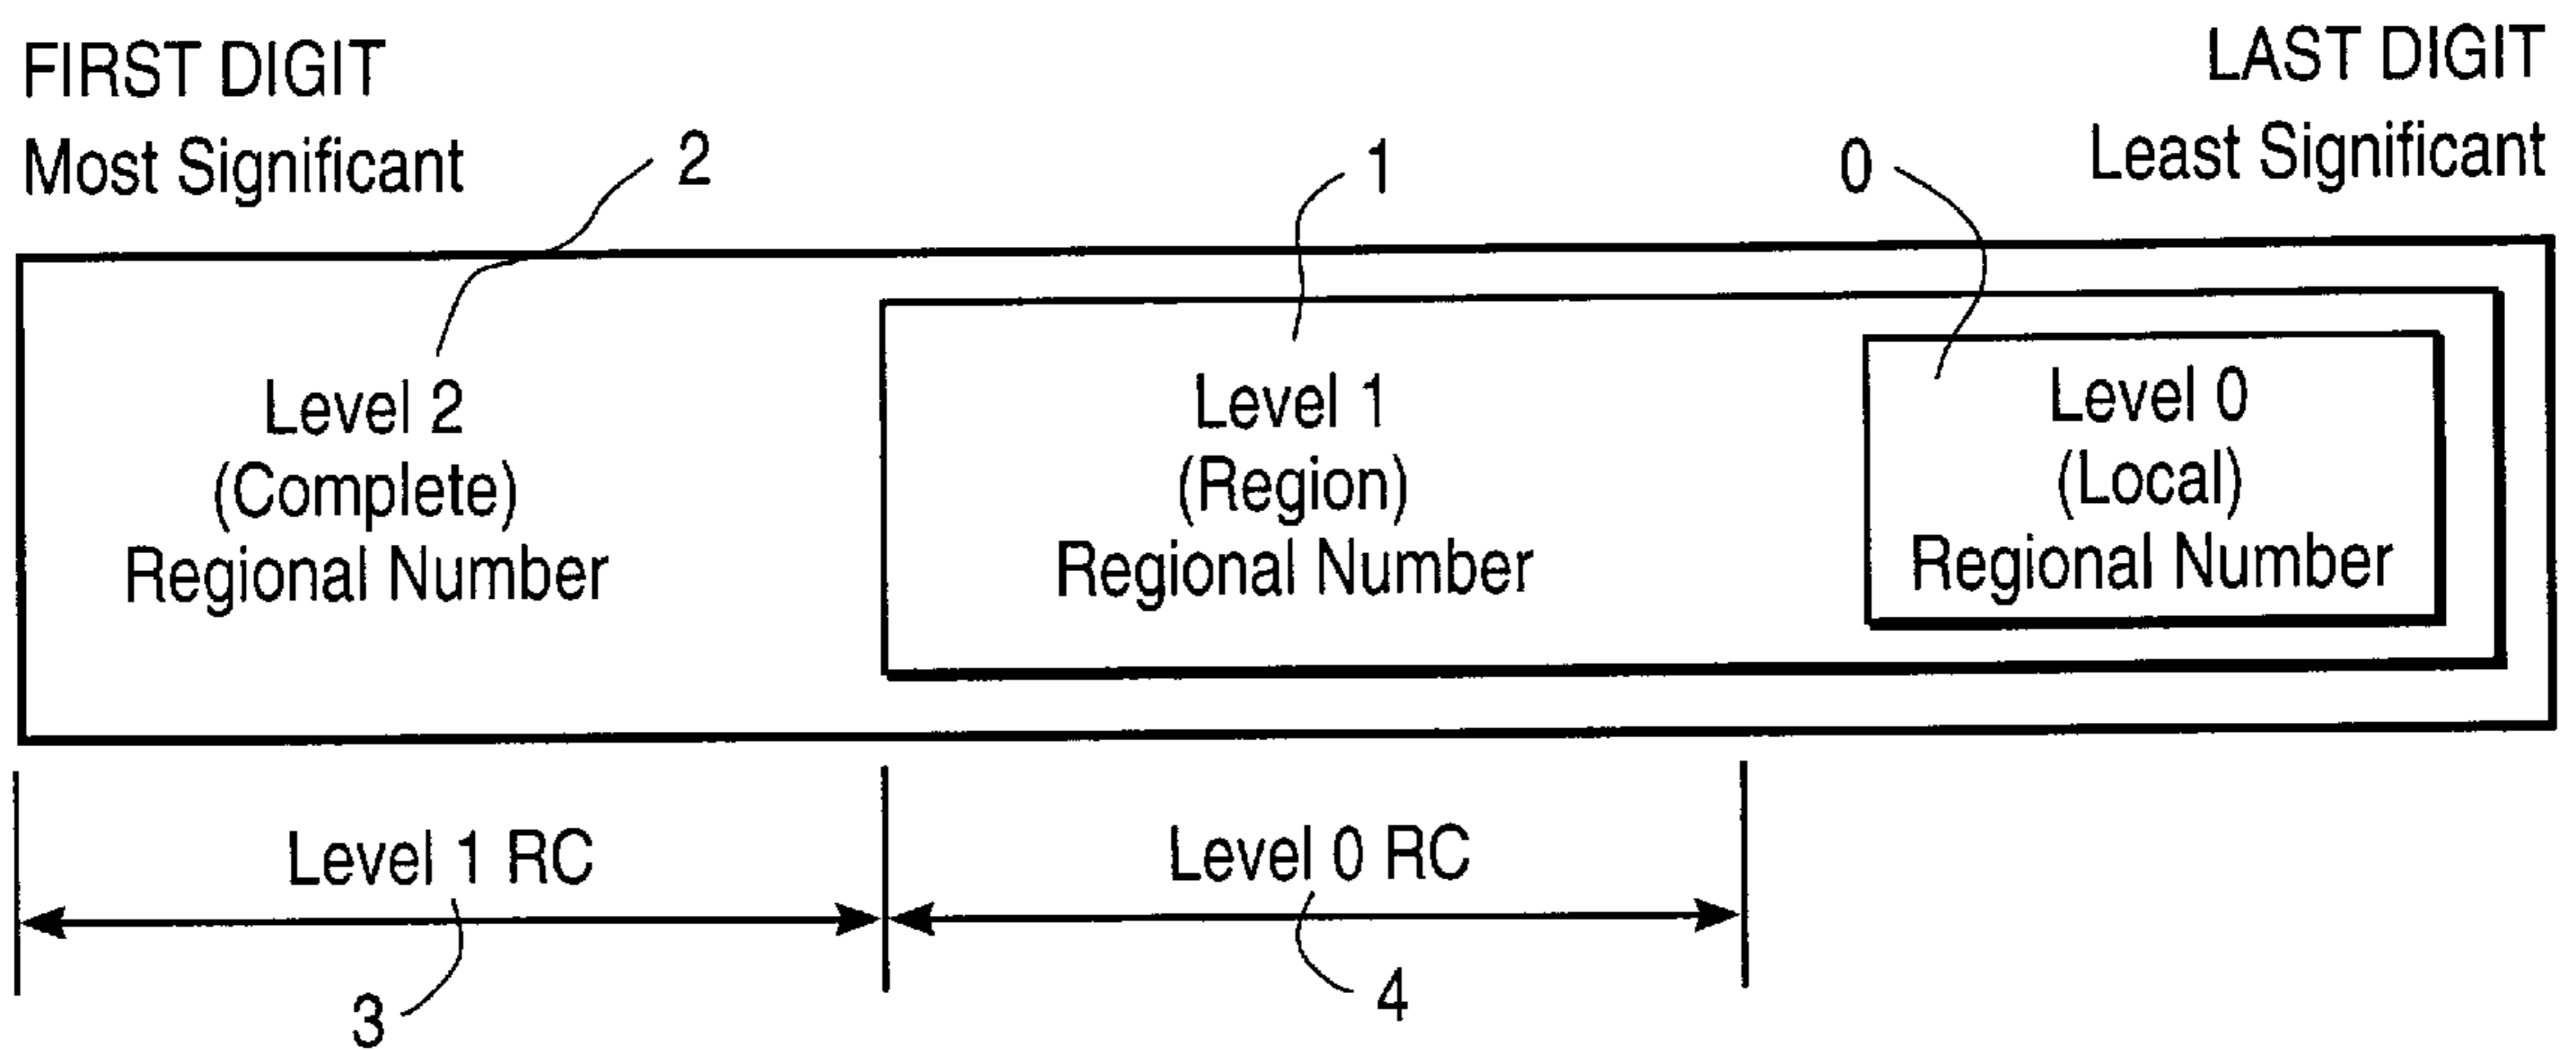 FIRST DIGIT
Most Significant
LAST DIGIT
Least Significant
2
1
0
Level 2
(Complete)
Regional Number
Level 1
(Region)
Regional Number
Level 0
(Local)
Regional Number
Level 1 RC
Level 0 RC
3
4